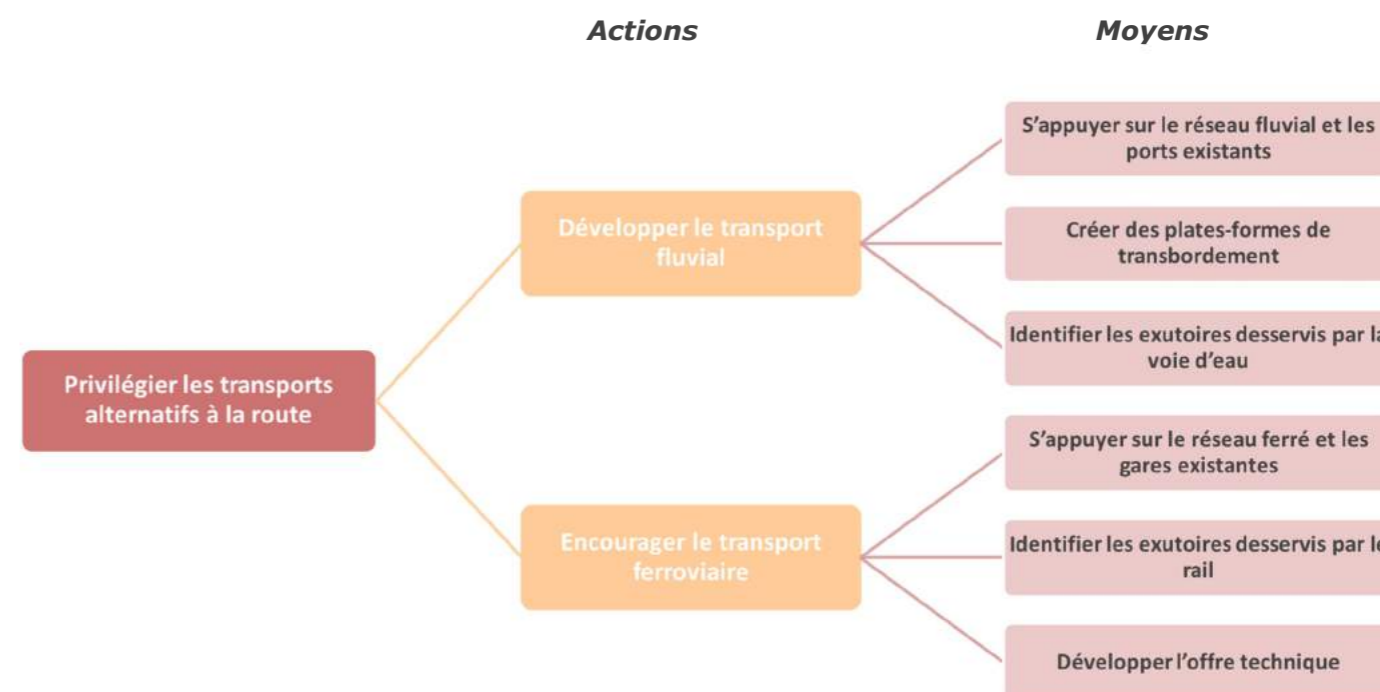 Actions
Moyens
S'appuyer sur le réseau fluvial et les
ports existants
Développer le transport
fluvial
Créer des plates-formes de
transbordement
Identifier les exutoires desservis par la
voie d'eau
Privilégier les transports
alternatifs à la route
S'appuyer sur le réseau ferré et les
gares existantes
Encourager le transport
ferroviaire
Identifier les exutoires desservis par le
rail
Développer l'offre technique